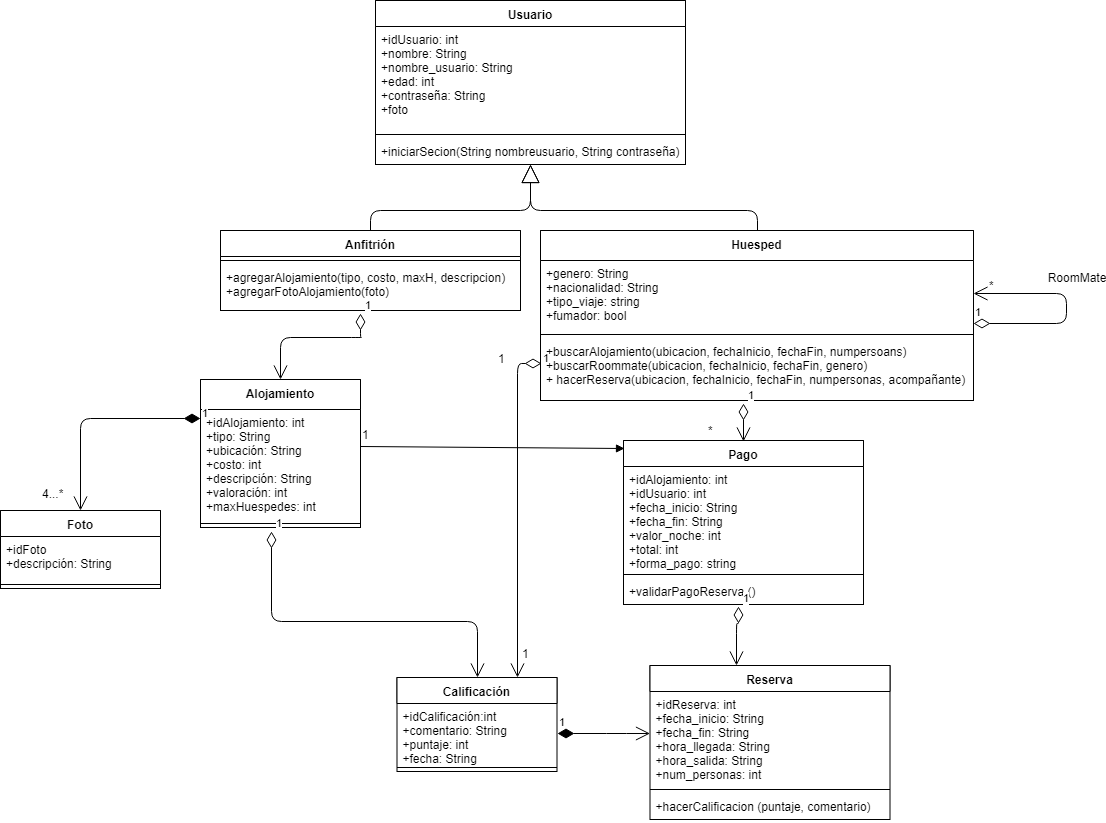 Usuario
+idUsuario: int
+nombre: String
+nombre_usuario: String
+edad: int
+contraseña: String
+foto
+iniciarSecion(String nombreusuario, String contraseña)
Anfitrión
+agregarAlojamiento(tipo, costo, maxH, descripcion)
+agregarFotoAlojamiento(foto)
1
Huesped
+genero: String
+nacionalidad: String
+tipo_viaje: string
+fumador: bool
+buscarAlojamiento(ubicacion, fechaInicio, fechaFin, numpersoans)
+buscarRoommate(ubicacion, fechaInicio, fechaFin, genero)
+ hacerReserva(ubicacion, fechaInicio, fechaFin, numpersonas, acompañante)
RoomMate
*
1
1
1
1
*
Alojamiento
+idAlojamiento: int
+tipo: String
+ubicación: String
+costo: int
+descripción: String
+valoración: int
+maxHuespedes: int
1
1
1
4...*
Foto
+idFoto
+descripción: String
Pago
+idAlojamiento: int
+idUsuario: int
+fecha_inicio: String
+fecha_fin: String
+valor_noche: int
+total: int
+forma_pago: string
+validarPagoReserva ()
1
1
Calificación
+idCalificación:int
+comentario: String
+puntaje: int
+fecha: String
1
Reserva
+idReserva: int
+fecha_inicio: String
+fecha_fin: String
+hora_llegada: String
+hora_salida: String
+num_personas: int
+hacerCalificacion (puntaje, comentario)